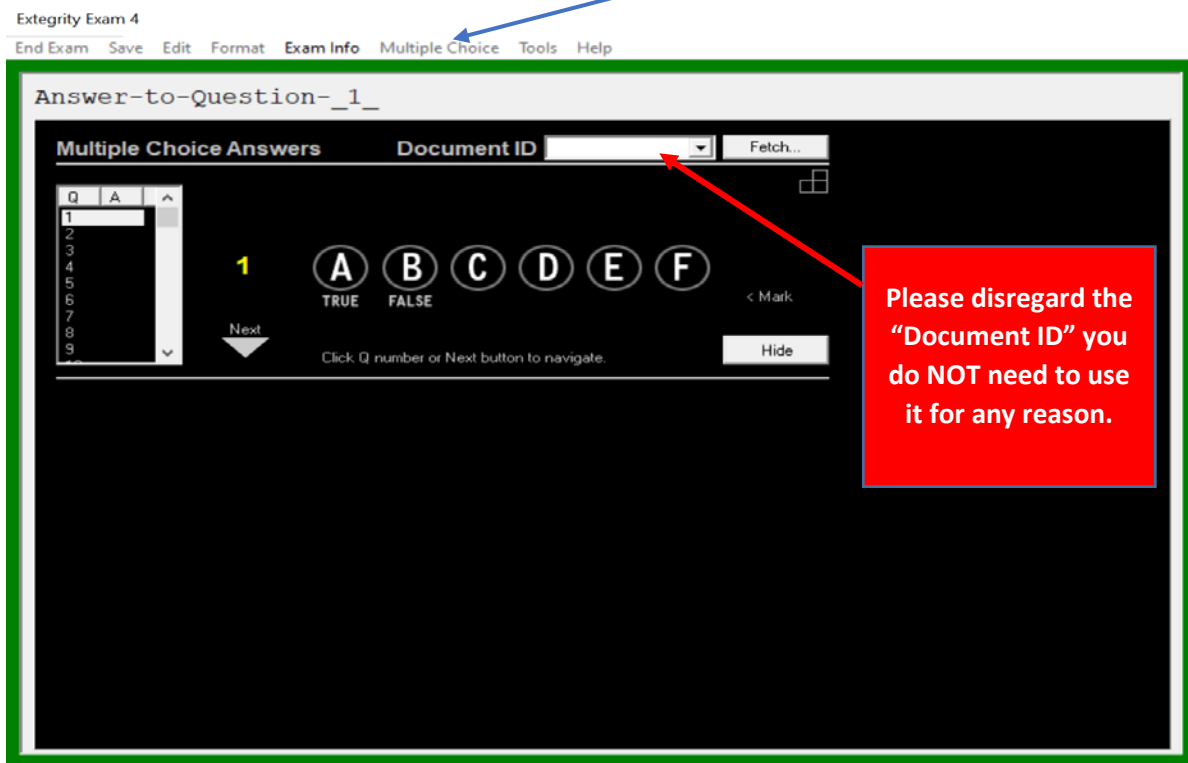 Extegrity Exam 4
End Exam Save Edit Format Exam Info Multiple Choice Tools Help
Answer-to-Question-_1_
Multiple Choice Answers Document ID Fetch...
Q A
1
2
3
4
5
6
7
8
9
1 A B C D E F
TRUE FALSE
< Mark
Next
Click Q number or Next button to navigate.
Hide
Please disregard the
“Document ID” you
do NOT need to use
it for any reason.